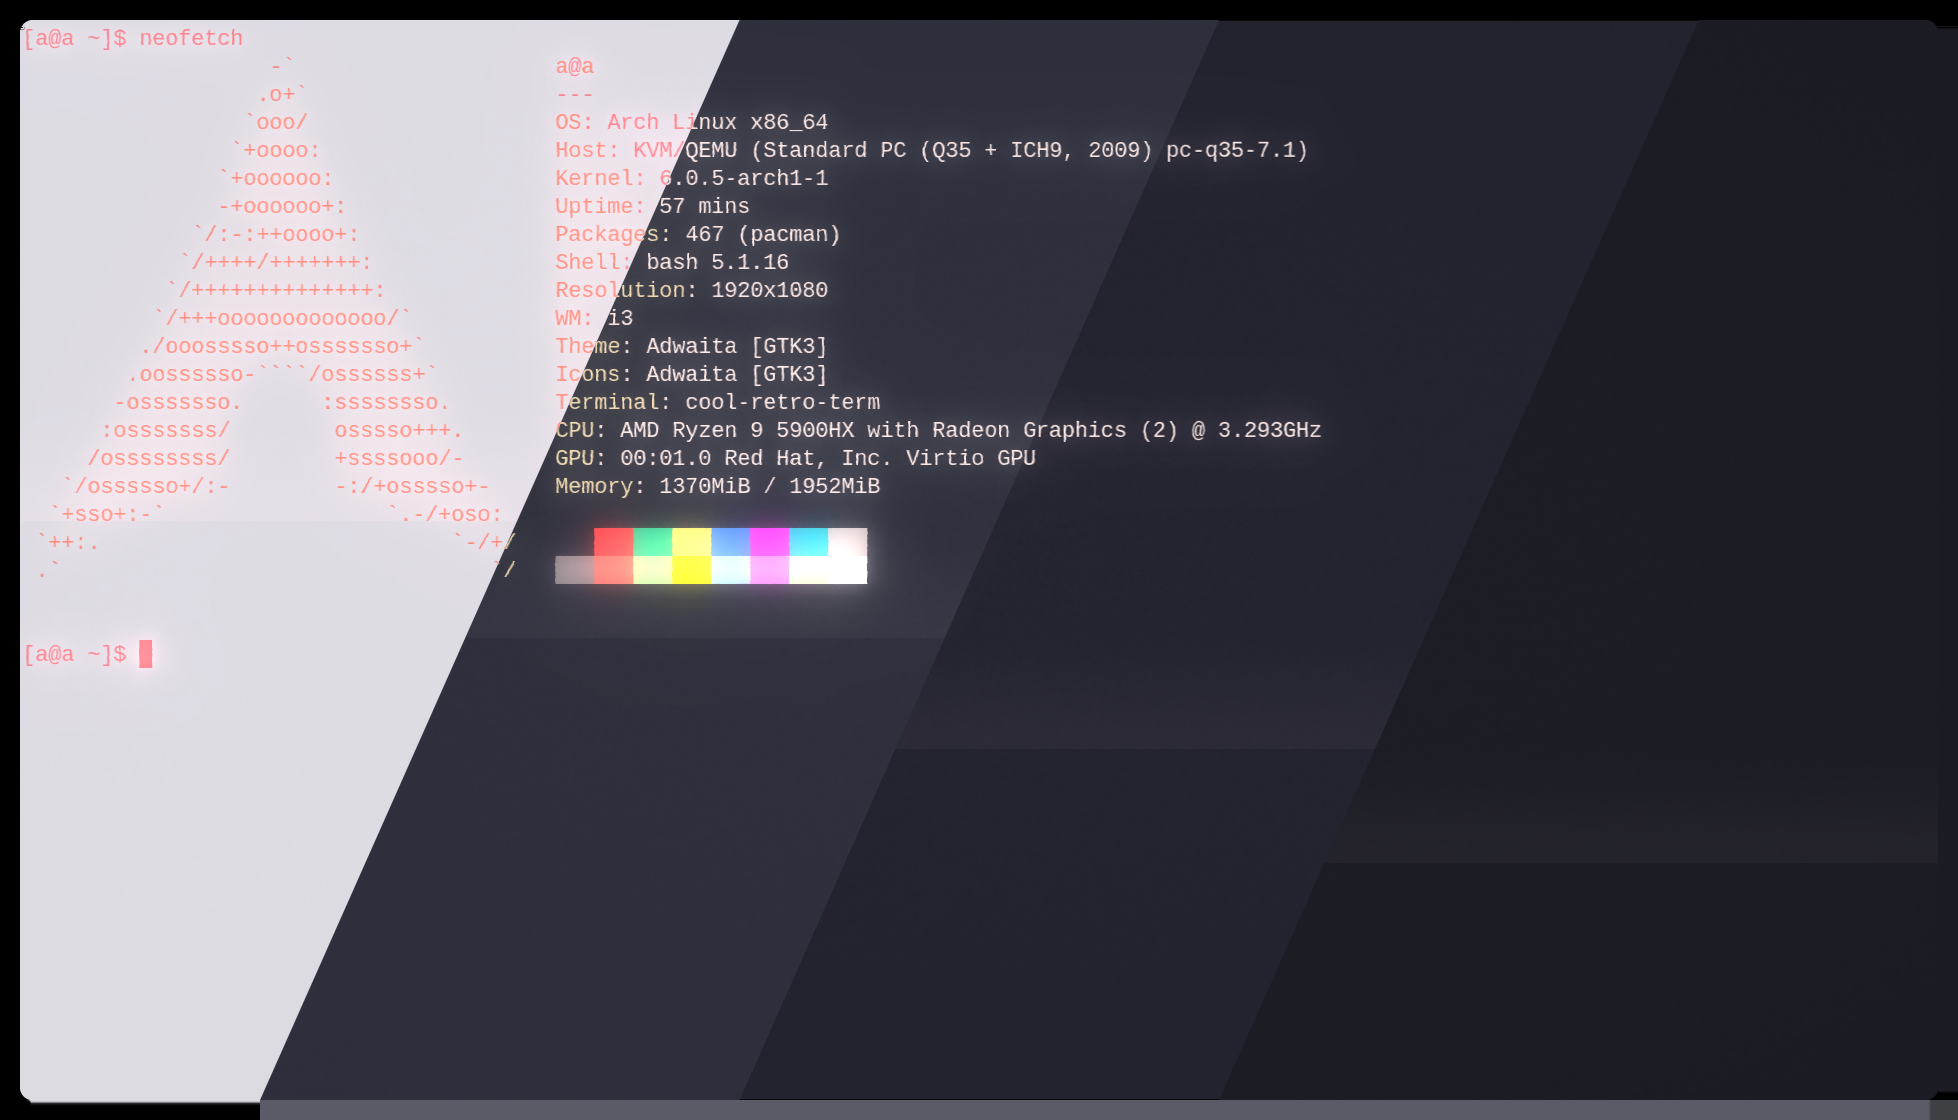 [a@a ~]$ neofetch
                   -`                    a@a
                  .o+`                   ---
                 `ooo/                   OS: Arch Linux x86_64
                `+oooo:                  Host: KVM/QEMU (Standard PC (Q35 + ICH9, 2009) pc-q35-7.1)
               `+oooooo:                 Kernel: 6.0.5-arch1-1
               -+oooooo+:                Uptime: 57 mins
             `/:-:++oooo+:               Packages: 467 (pacman)
            `/++++/+++++++:              Shell: bash 5.1.16
           `/++++++++++++++:             Resolution: 1920x1080
          `/+++ooooooooooooo/`           WM: i3
         ./ooosssso++osssssso+`          Theme: Adwaita [GTK3]
        .oossssso-````/ossssss+`         Icons: Adwaita [GTK3]
       -osssssso.      :ssssssso.        Terminal: cool-retro-term
      :osssssss/        osssso+++.       CPU: AMD Ryzen 9 5900HX with Radeon Graphics (2) @ 3.293GHz
     /ossssssss/        +ssssooo/-       GPU: 00:01.0 Red Hat, Inc. Virtio GPU
   `/ossssso+/:-        -:/+osssso+-     Memory: 1370MiB / 1952MiB
  `+sso+:-`                 `.-/+oso:
 `++:.                           `-/+/
 .`                                 `/
[a@a ~]$